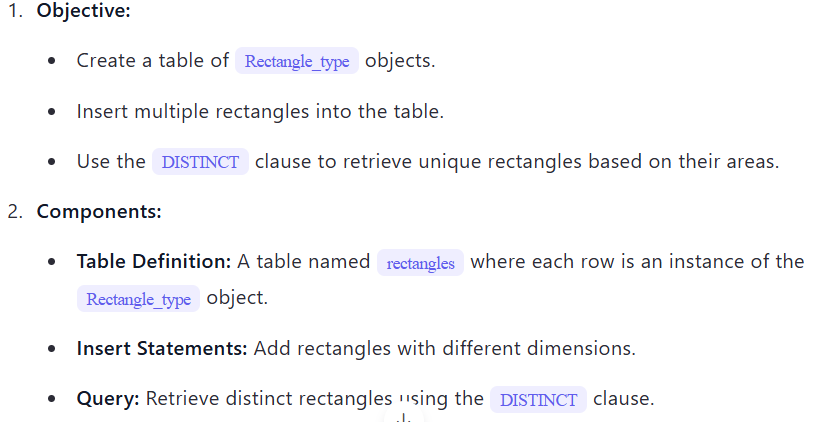 1. Objective:
• Create a table of Rectangle_type objects.
• Insert multiple rectangles into the table.
• Use the DISTINCT clause to retrieve unique rectangles based on their areas.
2. Components:
• Table Definition: A table named rectangles where each row is an instance of the
Rectangle_type object.
• Insert Statements: Add rectangles with different dimensions.
• Query: Retrieve distinct rectangles using the DISTINCT clause.